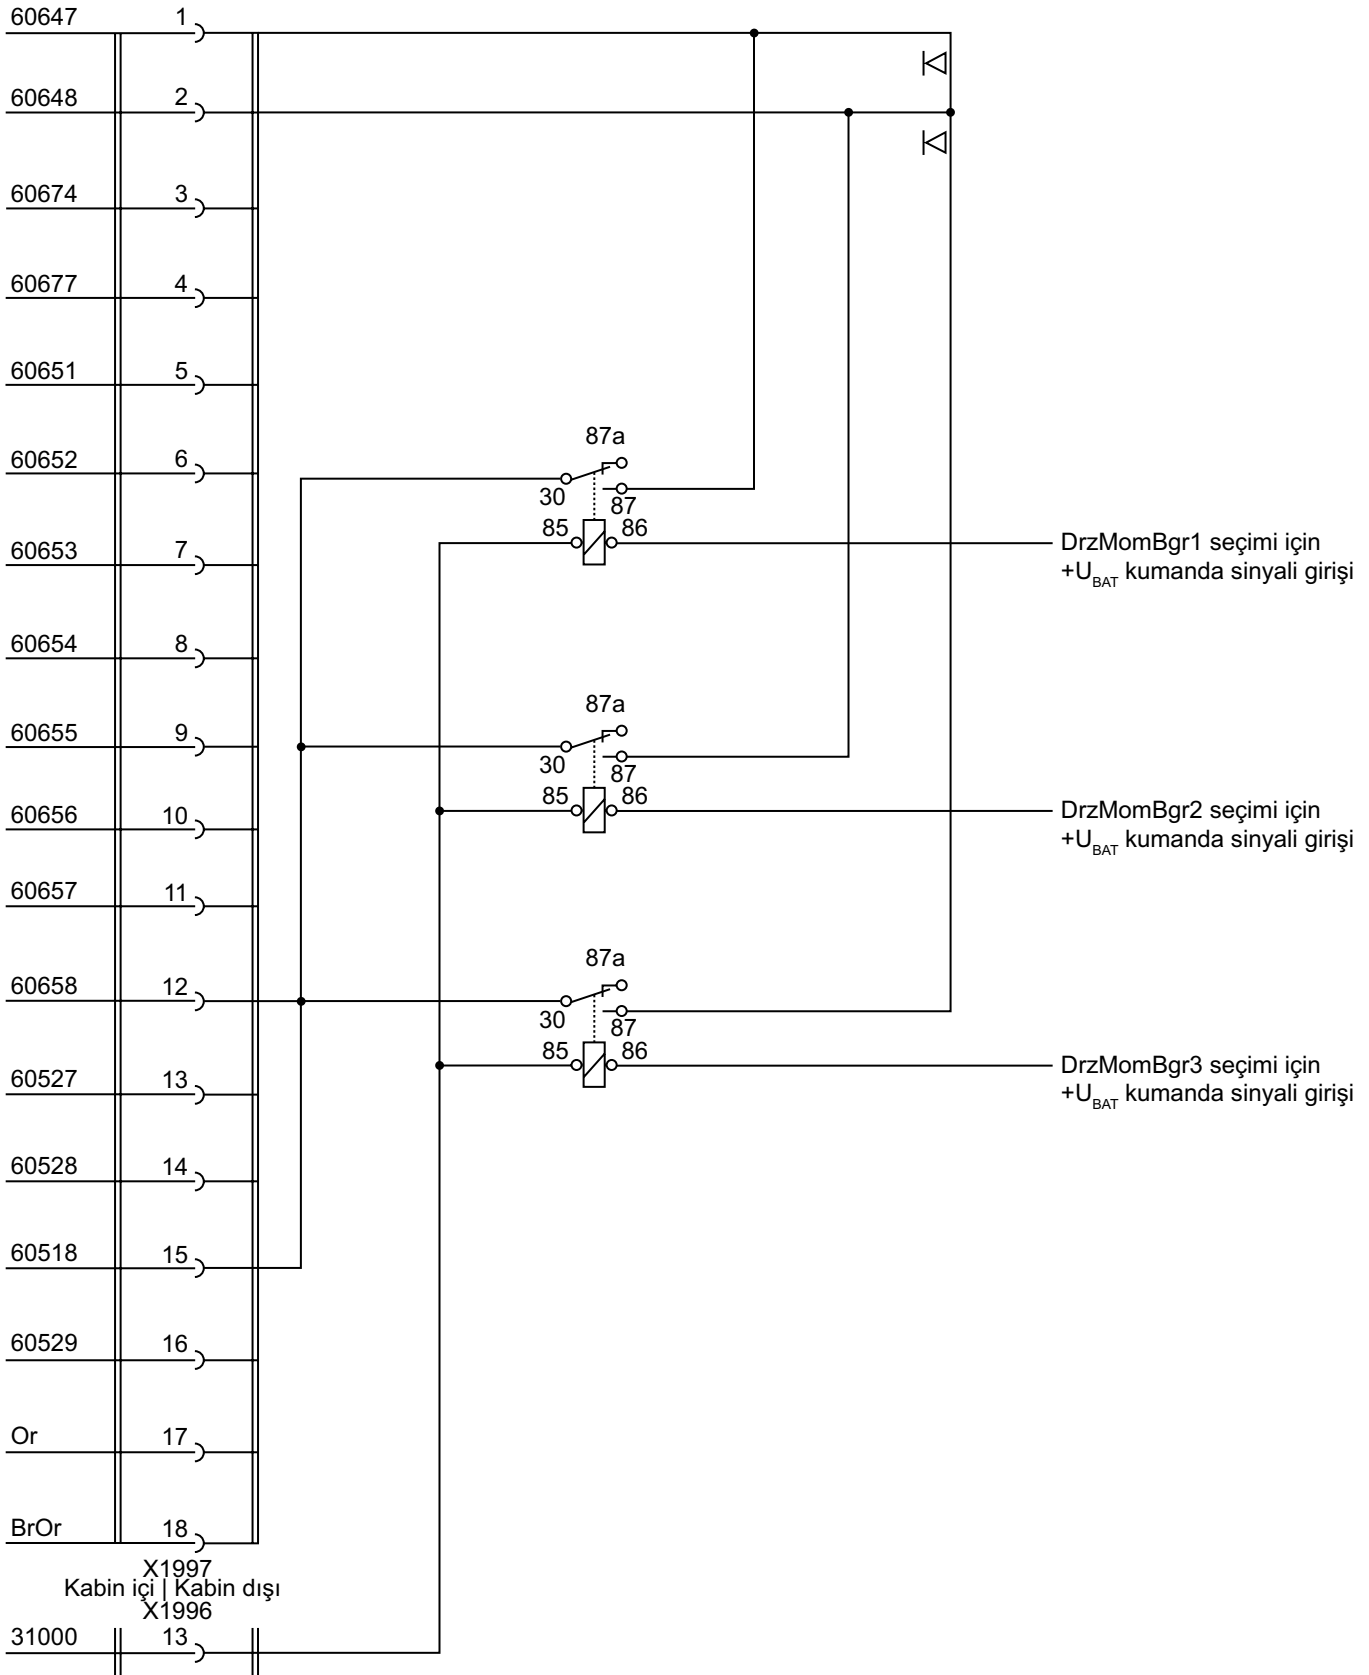 60647 1
60648 2
60674 3
60677 4
60651 5
87a
60652 6
30 87
85 86
60653 7
DrzMomBgr1 seçimi için
+UBAT kumanda sinyali girişi
60654 8
87a
60655 9
30 87
85 86
60656 10
DrzMomBgr2 seçimi için
+UBAT kumanda sinyali girişi
60657 11
87a
60658 12
30 87
85 86
60527 13
DrzMomBgr3 seçimi için
+UBAT kumanda sinyali girişi
60528 14
60518 15
60529 16
Or 17
BrOr 18
X1997
Kabin içi | Kabin dışı
X1996
31000 13